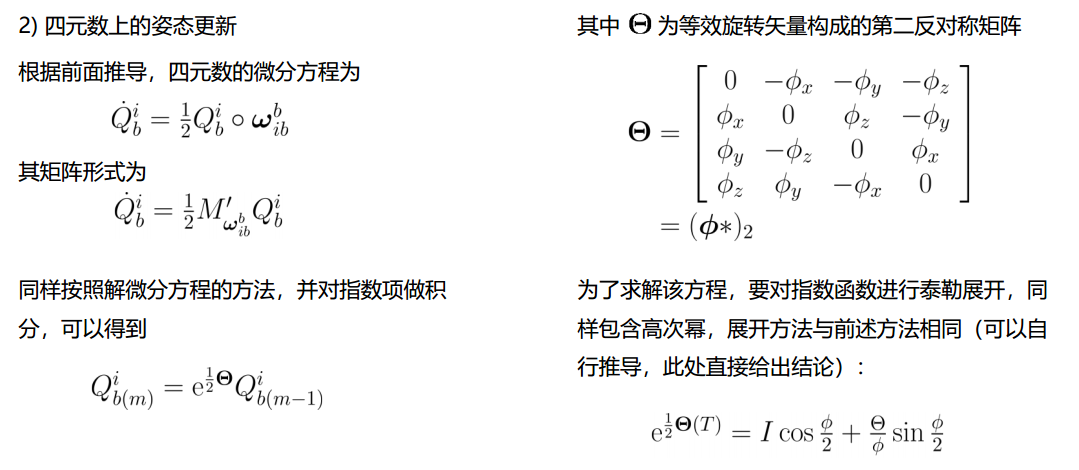 2) 四元数上的姿态更新
根据前面推导，四元数的微分方程为
$\dot{Q}_b^i = \frac{1}{2} Q_b^i \circ \boldsymbol{\omega}_{ib}^b$
其矩阵形式为
$\dot{Q}_b^i = \frac{1}{2} M'_{\boldsymbol{\omega}_{ib}^b} Q_b^i$
同样按照解微分方程的方法，并对指数项做积
分，可以得到
$Q_{b(m)}^i = \mathrm{e}^{\frac{1}{2}\boldsymbol{\Theta}} Q_{b(m-1)}^i$
其中 $\boldsymbol{\Theta}$ 为等效旋转矢量构成的第二反对称矩阵
$\boldsymbol{\Theta} = \begin{bmatrix} 0 & -\phi_x & -\phi_y & -\phi_z \\ \phi_x & 0 & \phi_z & -\phi_y \\ \phi_y & -\phi_z & 0 & \phi_x \\ \phi_z & \phi_y & -\phi_x & 0 \end{bmatrix}$
$= (\boldsymbol{\phi}*)_2$
为了求解该方程，要对指数函数进行泰勒展开，同
样包含高次幂，展开方法与前述方法相同（可以自
行推导，此处直接给出结论）：
$\mathrm{e}^{\frac{1}{2}\boldsymbol{\Theta}(T)} = I \cos\frac{\phi}{2} + \frac{\Theta}{\phi} \sin\frac{\phi}{2}$